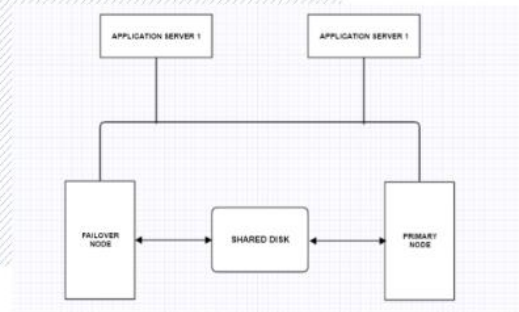 APPLICATION SERVER 1
APPLICATION SERVER 1
FAILOVER
NODE
SHARED DISK
PRIMARY
NODE